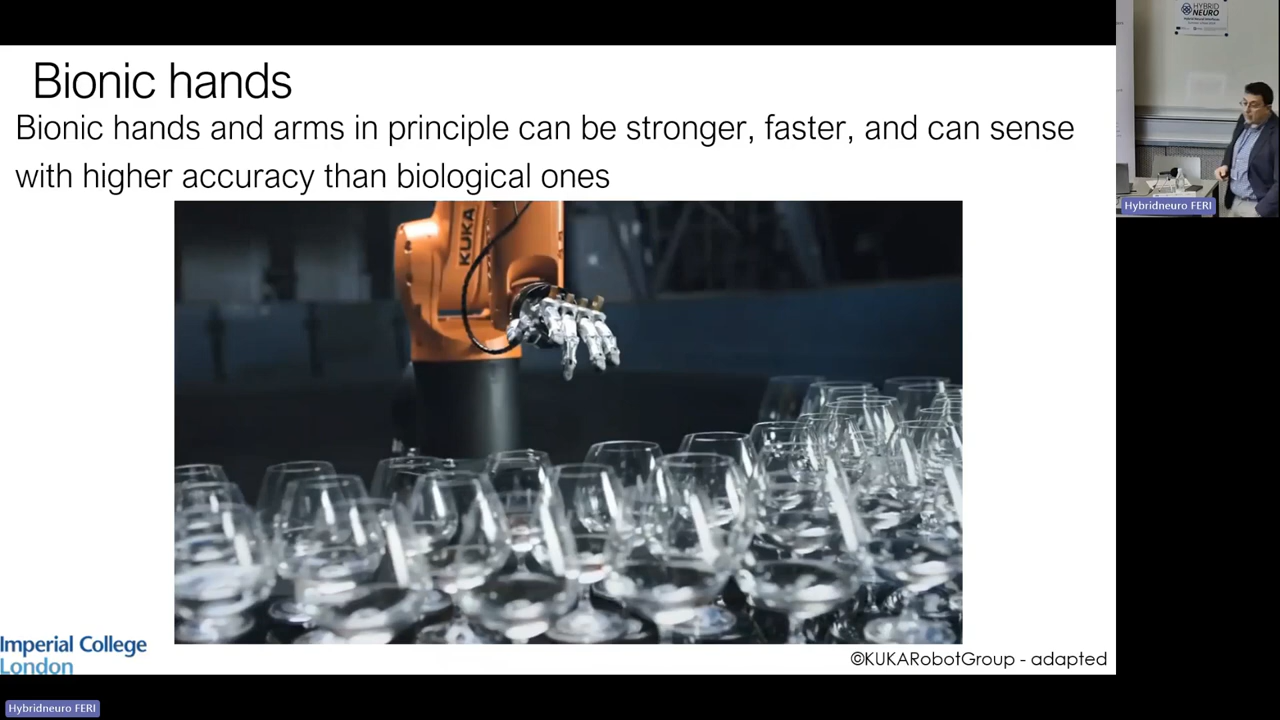 Bionic hands
Bionic hands and arms in principle can be stronger, faster, and can sense
with higher accuracy than biological ones
KUKA
Imperial College
London
©KUKARobotGroup - adapted
HYBRID
NEURO
Hybridneuro FERI
Hybridneuro FERI